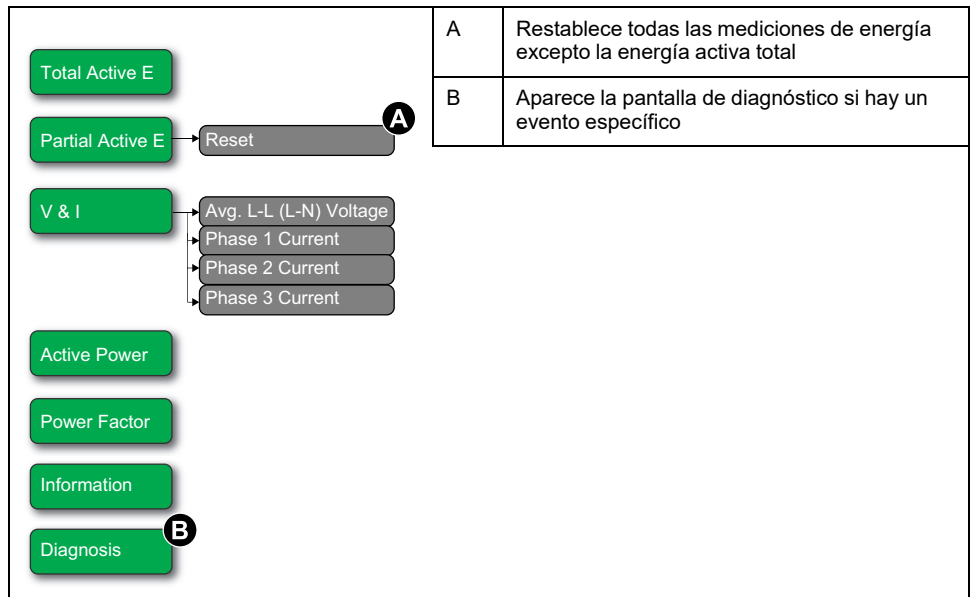 A
Restablece todas las mediciones de energía
excepto la energía activa total
B
Aparece la pantalla de diagnóstico si hay un
evento específico
Total Active E
Partial Active E
Reset
A
V & I
Avg. L-L (L-N) Voltage
Phase 1 Current
Phase 2 Current
Phase 3 Current
Active Power
Power Factor
Information
Diagnosis
B